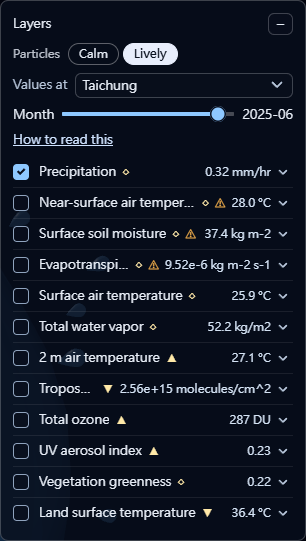 Layers
Particles Calm Lively
Values at Taichung
Month 2025-06
How to read this
Precipitation 0.32 mm/hr
Near-surface air temper... 28.0 °C
Surface soil moisture 37.4 kg m-2
Evapotranspi... 9.52e-6 kg m-2 s-1
Surface air temperature 25.9 °C
Total water vapor 52.2 kg/m2
2 m air temperature 27.1 °C
Tropos... 2.56e+15 molecules/cm^2
Total ozone 287 DU
UV aerosol index 0.23
Vegetation greenness 0.22
Land surface temperature 36.4 °C